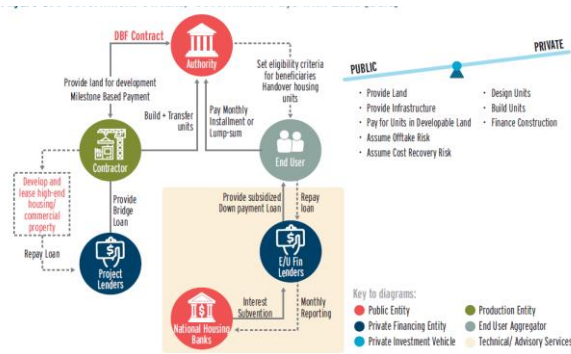 DBF Contract
Authority
Provide land for development
Milestone Based Payment
Set eligibility criteria
for beneficiaries
Handover housing
units
Build + Transfer
units
Pay Monthly
Installment or
Lump-sum
Contractor
End User
Develop and
lease high-end
housing/
commercial
property
Provide
Bridge
Loan
Repay Loan
Project
Lenders
Provide subsidized
Down payment Loan
Repay
loan
E/U Fin
Lenders
Interest
Subvention
Monthly
Reporting
National Housing
Banks
PUBLIC
PRIVATE
• Provide Land
• Provide Infrastructure
• Pay for Units in Developable Land
• Assume Offtake Risk
• Assume Cost Recovery Risk
• Design Units
• Build Units
• Finance Construction
Key to diagrams:
Public Entity
Private Financing Entity
Private Investment Vehicle
Production Entity
End User Aggregator
Technical/ Advisory Services